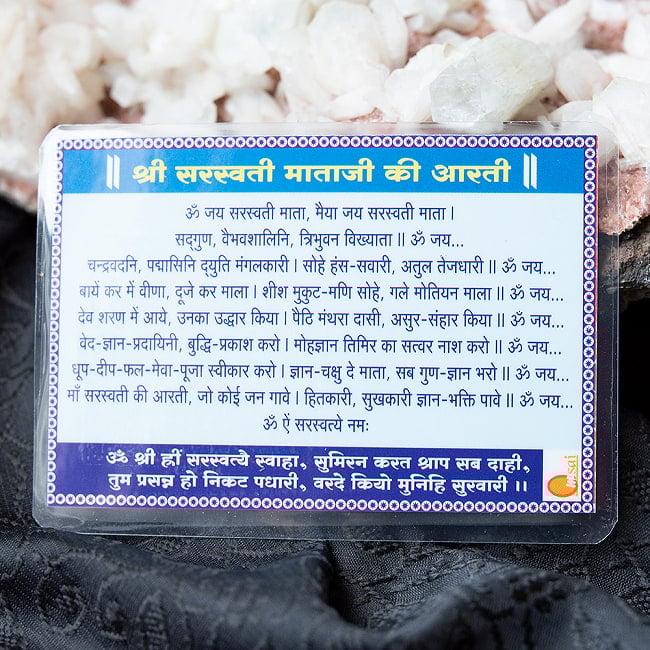 ॥ श्री सरस्वती माताजी की आरती ॥
ॐ जय सरस्वती माता, मैया जय सरस्वती माता ।
सद्‌गुण, वैभवशालिनि, त्रिभुवन विख्याता ॥ ॐ जय...
चन्द्रवदनि, पद्मासिनि द्‌युति मंगलकारी । सोहे हंस-सवारी, अतुल तेजधारी ॥ ॐ जय...
बायें कर में वीणा, दूजे कर माला । शीश मुकुट-मणि सोहे, गले मोतियन माला ॥ ॐ जय...
देव शरण में आये, उनका उद्धार किया । पैठि मंथरा दासी, असुर-संहार किया ॥ ॐ जय...
वेद-ज्ञान-प्रदायिनी, बुद्धि-प्रकाश करो । मोहज्ञान तिमिर का सत्वर नाश करो ॥ ॐ जय...
धूप-दीप-फल-मेवा-पूजा स्वीकार करो । ज्ञान-चक्षु दे माता, सब गुण-ज्ञान भरो ॥ ॐ जय...
माँ सरस्वती की आरती, जो कोई जन गावे । हितकारी, सुखकारी ज्ञान-भक्ति पावे ॥ ॐ जय...
ॐ ऐं सरस्वत्ये नमः
ॐ श्री ह्रीं सरस्वत्ये स्वाहा, सुमिरन करत श्राप सब दाही,
तुम प्रसन्न हो निकट पधारी, वरदे कियो मुनिहि सुरवारी ।।
sai